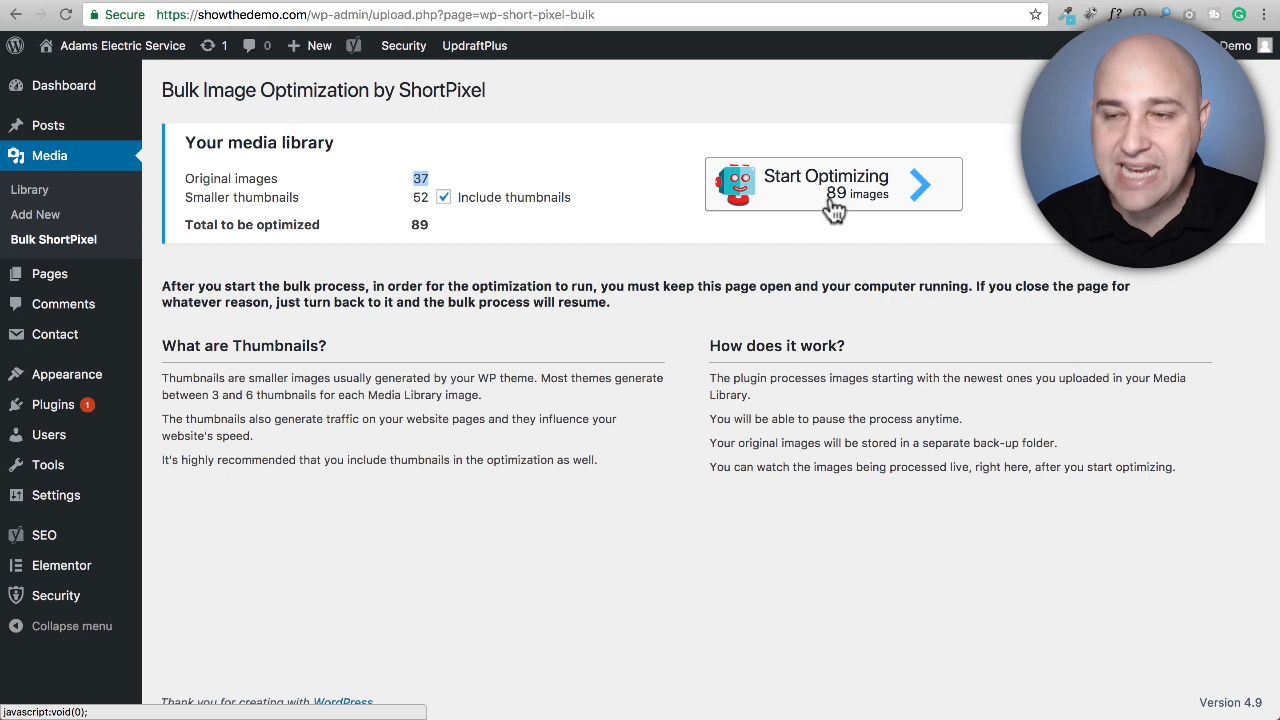 Secure https://showthedemo.com/wp-admin/upload.php?page=wp-short-pixel-bulk
Adams Electric Service 1 0 New Security UpdraftPlus Demo
Dashboard
Posts
Media
Library
Add New
Bulk ShortPixel
Pages
Comments
Contact
Appearance
Plugins 1
Users
Tools
Settings
SEO
Elementor
Security
Collapse menu
Bulk Image Optimization by ShortPixel
Your media library
Original images 37
Smaller thumbnails 52 Include thumbnails
Total to be optimized 89
Start Optimizing
89 images
After you start the bulk process, in order for the optimization to run, you must keep this page open and your computer running. If you close the page for
whatever reason, just turn back to it and the bulk process will resume.
What are Thumbnails?
Thumbnails are smaller images usually generated by your WP theme. Most themes generate
between 3 and 6 thumbnails for each Media Library image.
The thumbnails also generate traffic on your website pages and they influence your
website's speed.
It's highly recommended that you include thumbnails in the optimization as well.
How does it work?
The plugin processes images starting with the newest ones you uploaded in your Media
Library.
You will be able to pause the process anytime.
Your original images will be stored in a separate back-up folder.
You can watch the images being processed live, right here, after you start optimizing.
Thank you for creating with WordPress
Version 4.9
javascript:void(0);